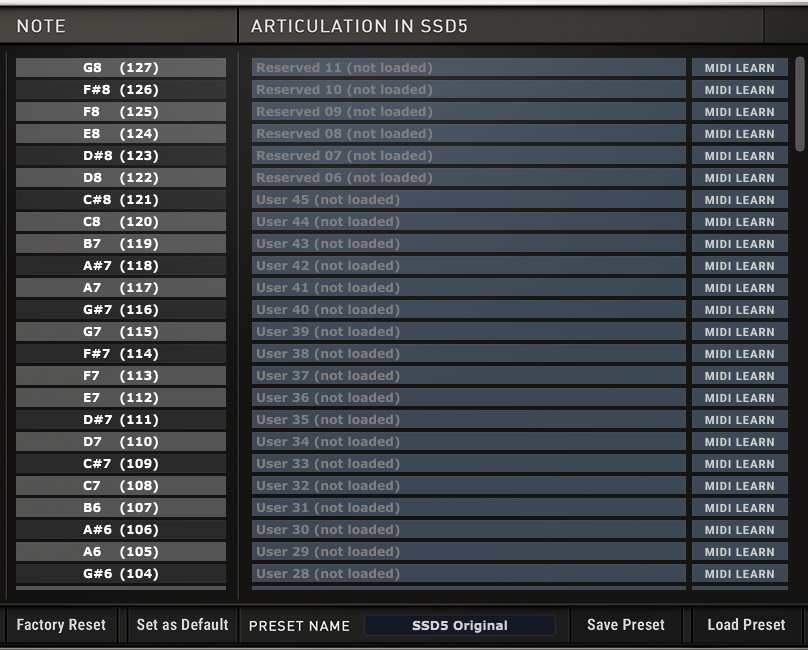 NOTE ARTICULATION IN SSD5
G8 (127) Reserved 11 (not loaded) MIDI LEARN
F#8 (126) Reserved 10 (not loaded) MIDI LEARN
F8 (125) Reserved 09 (not loaded) MIDI LEARN
E8 (124) Reserved 08 (not loaded) MIDI LEARN
D#8 (123) Reserved 07 (not loaded) MIDI LEARN
D8 (122) Reserved 06 (not loaded) MIDI LEARN
C#8 (121) User 45 (not loaded) MIDI LEARN
C8 (120) User 44 (not loaded) MIDI LEARN
B7 (119) User 43 (not loaded) MIDI LEARN
A#7 (118) User 42 (not loaded) MIDI LEARN
A7 (117) User 41 (not loaded) MIDI LEARN
G#7 (116) User 40 (not loaded) MIDI LEARN
G7 (115) User 39 (not loaded) MIDI LEARN
F#7 (114) User 38 (not loaded) MIDI LEARN
F7 (113) User 37 (not loaded) MIDI LEARN
E7 (112) User 36 (not loaded) MIDI LEARN
D#7 (111) User 35 (not loaded) MIDI LEARN
D7 (110) User 34 (not loaded) MIDI LEARN
C#7 (109) User 33 (not loaded) MIDI LEARN
C7 (108) User 32 (not loaded) MIDI LEARN
B6 (107) User 31 (not loaded) MIDI LEARN
A#6 (106) User 30 (not loaded) MIDI LEARN
A6 (105) User 29 (not loaded) MIDI LEARN
G#6 (104) User 28 (not loaded) MIDI LEARN
Factory Reset Set as Default PRESET NAME SSD5 Original Save Preset Load Preset